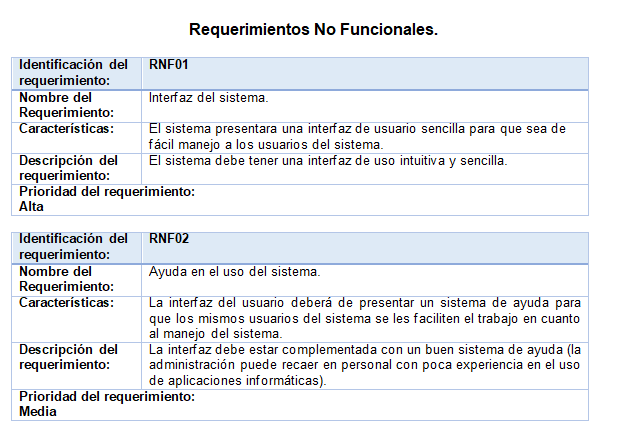 Requerimientos No Funcionales.
Identificación del RNF01
requerimiento:
Nombre del Interfaz del sistema.
Requerimiento:
Características: El sistema presentara una interfaz de usuario sencilla para que sea de
fácil manejo a los usuarios del sistema.
Descripción del El sistema debe tener una interfaz de uso intuitiva y sencilla.
requerimiento:
Prioridad del requerimiento:
Alta
Identificación del RNF02
requerimiento:
Nombre del Ayuda en el uso del sistema.
Requerimiento:
Características: La interfaz del usuario deberá de presentar un sistema de ayuda para
que los mismos usuarios del sistema se les faciliten el trabajo en cuanto
al manejo del sistema.
Descripción del La interfaz debe estar complementada con un buen sistema de ayuda (la
requerimiento: administración puede recaer en personal con poca experiencia en el uso
de aplicaciones informáticas).
Prioridad del requerimiento:
Media